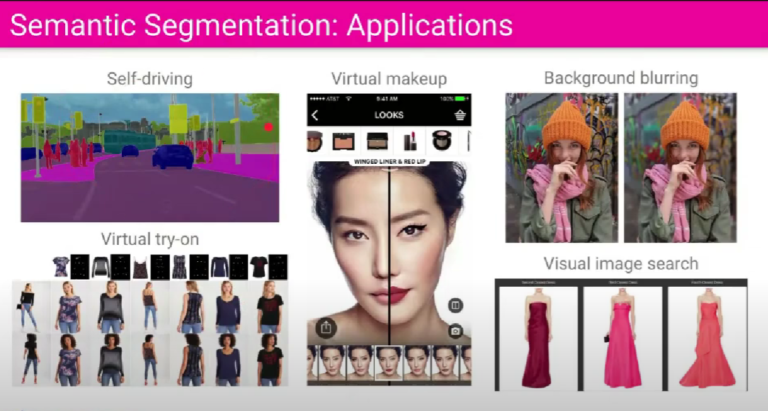 Semantic Segmentation: Applications
Self-driving
Virtual makeup
Background blurring
AT&T
9:41 AM
100%
LOOKS
WINGED LINER & RED LIP
Virtual try-on
Visual image search